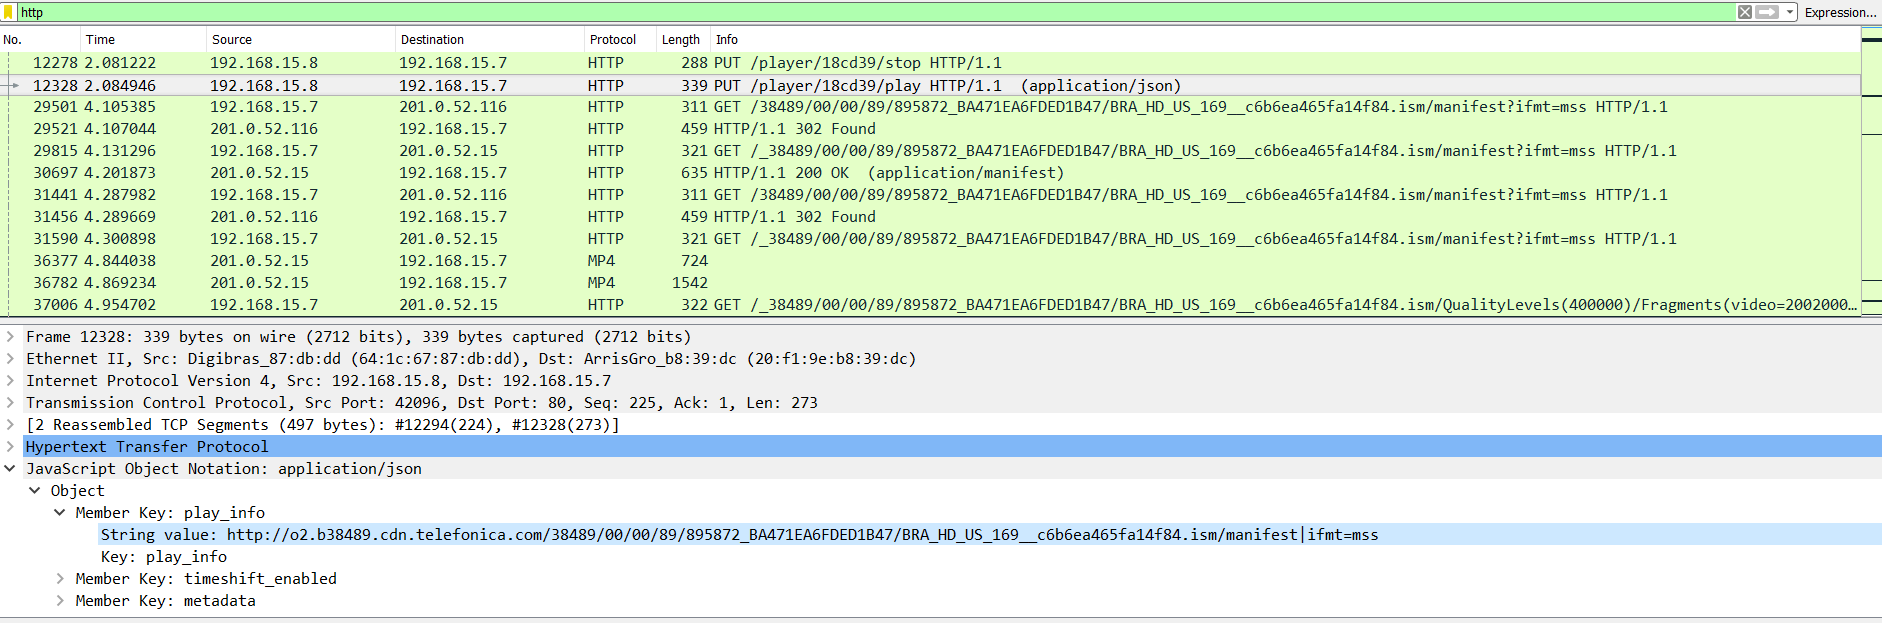 http Expression...
No. Time Source Destination Protocol Length Info
12278 2.081222 192.168.15.8 192.168.15.7 HTTP 288 PUT /player/18cd39/stop HTTP/1.1
12328 2.084946 192.168.15.8 192.168.15.7 HTTP 339 PUT /player/18cd39/play HTTP/1.1 (application/json)
29501 4.105385 192.168.15.7 201.0.52.116 HTTP 311 GET /38489/00/00/89/895872_BA471EA6FDED1B47/BRA_HD_US_169__c6b6ea465fa14f84.ism/manifest?ifmt=mss HTTP/1.1
29521 4.107044 201.0.52.116 192.168.15.7 HTTP 459 HTTP/1.1 302 Found
29815 4.131296 192.168.15.7 201.0.52.15 HTTP 321 GET /_38489/00/00/89/895872_BA471EA6FDED1B47/BRA_HD_US_169__c6b6ea465fa14f84.ism/manifest?ifmt=mss HTTP/1.1
30697 4.201873 201.0.52.15 192.168.15.7 HTTP 635 HTTP/1.1 200 OK (application/manifest)
31441 4.287982 192.168.15.7 201.0.52.116 HTTP 311 GET /38489/00/00/89/895872_BA471EA6FDED1B47/BRA_HD_US_169__c6b6ea465fa14f84.ism/manifest?ifmt=mss HTTP/1.1
31456 4.289669 201.0.52.116 192.168.15.7 HTTP 459 HTTP/1.1 302 Found
31590 4.300898 192.168.15.7 201.0.52.15 HTTP 321 GET /_38489/00/00/89/895872_BA471EA6FDED1B47/BRA_HD_US_169__c6b6ea465fa14f84.ism/manifest?ifmt=mss HTTP/1.1
36377 4.844038 201.0.52.15 192.168.15.7 MP4 724
36782 4.869234 201.0.52.15 192.168.15.7 MP4 1542
37006 4.954702 192.168.15.7 201.0.52.15 HTTP 322 GET /_38489/00/00/89/895872_BA471EA6FDED1B47/BRA_HD_US_169__c6b6ea465fa14f84.ism/QualityLevels(400000)/Fragments(video=2002000…
Frame 12328: 339 bytes on wire (2712 bits), 339 bytes captured (2712 bits)
Ethernet II, Src: Digibras_87:db:dd (64:1c:67:87:db:dd), Dst: ArrisGro_b8:39:dc (20:f1:9e:b8:39:dc)
Internet Protocol Version 4, Src: 192.168.15.8, Dst: 192.168.15.7
Transmission Control Protocol, Src Port: 42096, Dst Port: 80, Seq: 225, Ack: 1, Len: 273
[2 Reassembled TCP Segments (497 bytes): #12294(224), #12328(273)]
Hypertext Transfer Protocol
JavaScript Object Notation: application/json
Object
Member Key: play_info
String value: http://o2.b38489.cdn.telefonica.com/38489/00/00/89/895872_BA471EA6FDED1B47/BRA_HD_US_169__c6b6ea465fa14f84.ism/manifest|ifmt=mss
Key: play_info
Member Key: timeshift_enabled
Member Key: metadata